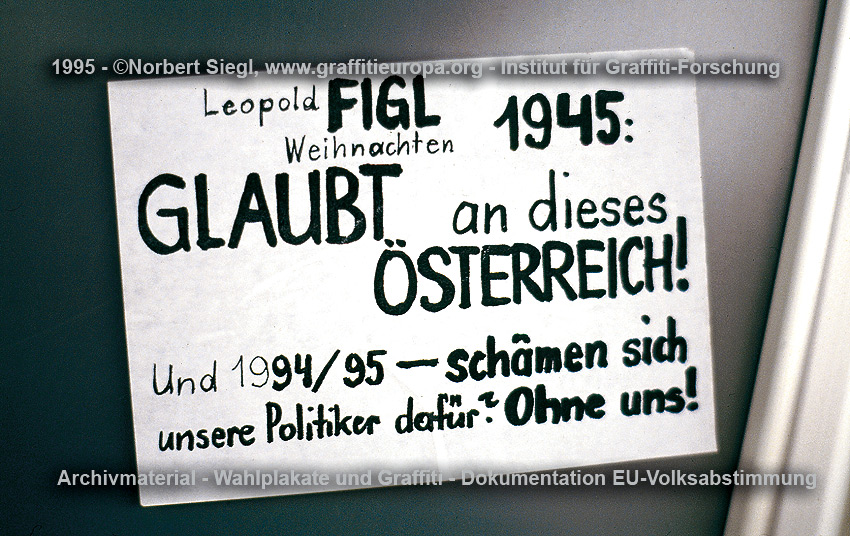 1995 - ©Norbert Siegl, www.graffitieuropa.org - Institut für Graffiti-Forschung
Leopold FIGL 1945:
Weihnachten
GLAUBT an dieses
ÖSTERREICH!
Und 1994/95 — schämen sich
unsere Politiker dafür? Ohne uns!
Archivmaterial - Wahlplakate und Graffiti - Dokumentation EU-Volksabstimmung